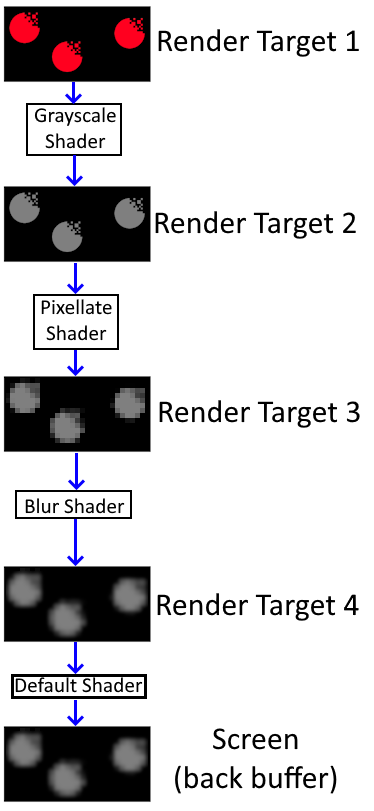 Render Target 1
Grayscale
Shader
Render Target 2
Pixellate
Shader
Render Target 3
Blur Shader
Render Target 4
Default Shader
Screen
(back buffer)